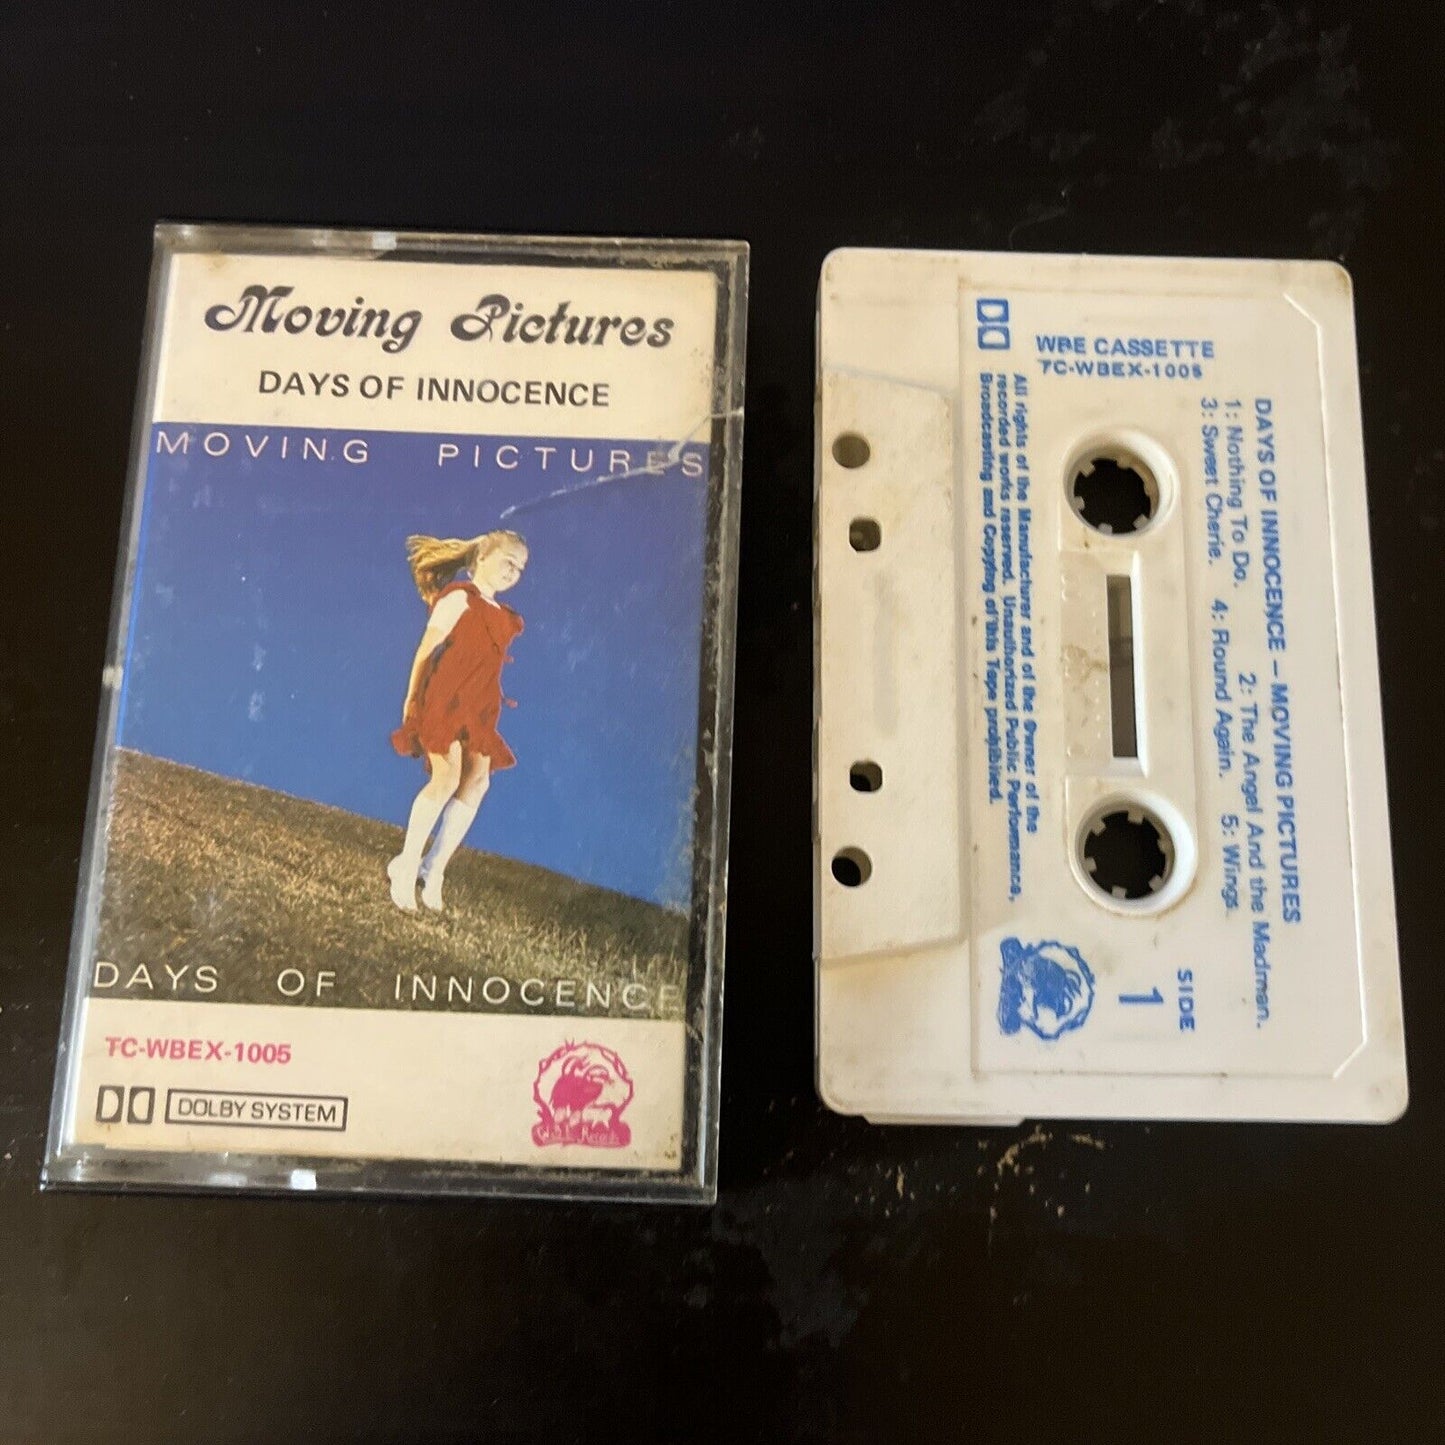 Moving Pictures
DAYS OF INNOCENCE
MOVING PICTURES
DAYS OF INNOCENCE
TC-WBEX-1005
DOLBY SYSTEM
W.B.E. Records
WBE CASSETTE
TC-WBEX-1005
DAYS OF INNOCENCE – MOVING PICTURES
1: Nothing To Do. 2: The Angel And the Madman.
3: Sweet Cherie. 4: Round Again. 5: Wings
SIDE
1
All rights of the Manufacturer and of the Owner of the
recorded works reserved. Unauthorized Public Performance,
Broadcasting and Copying of this Tape prohibited.